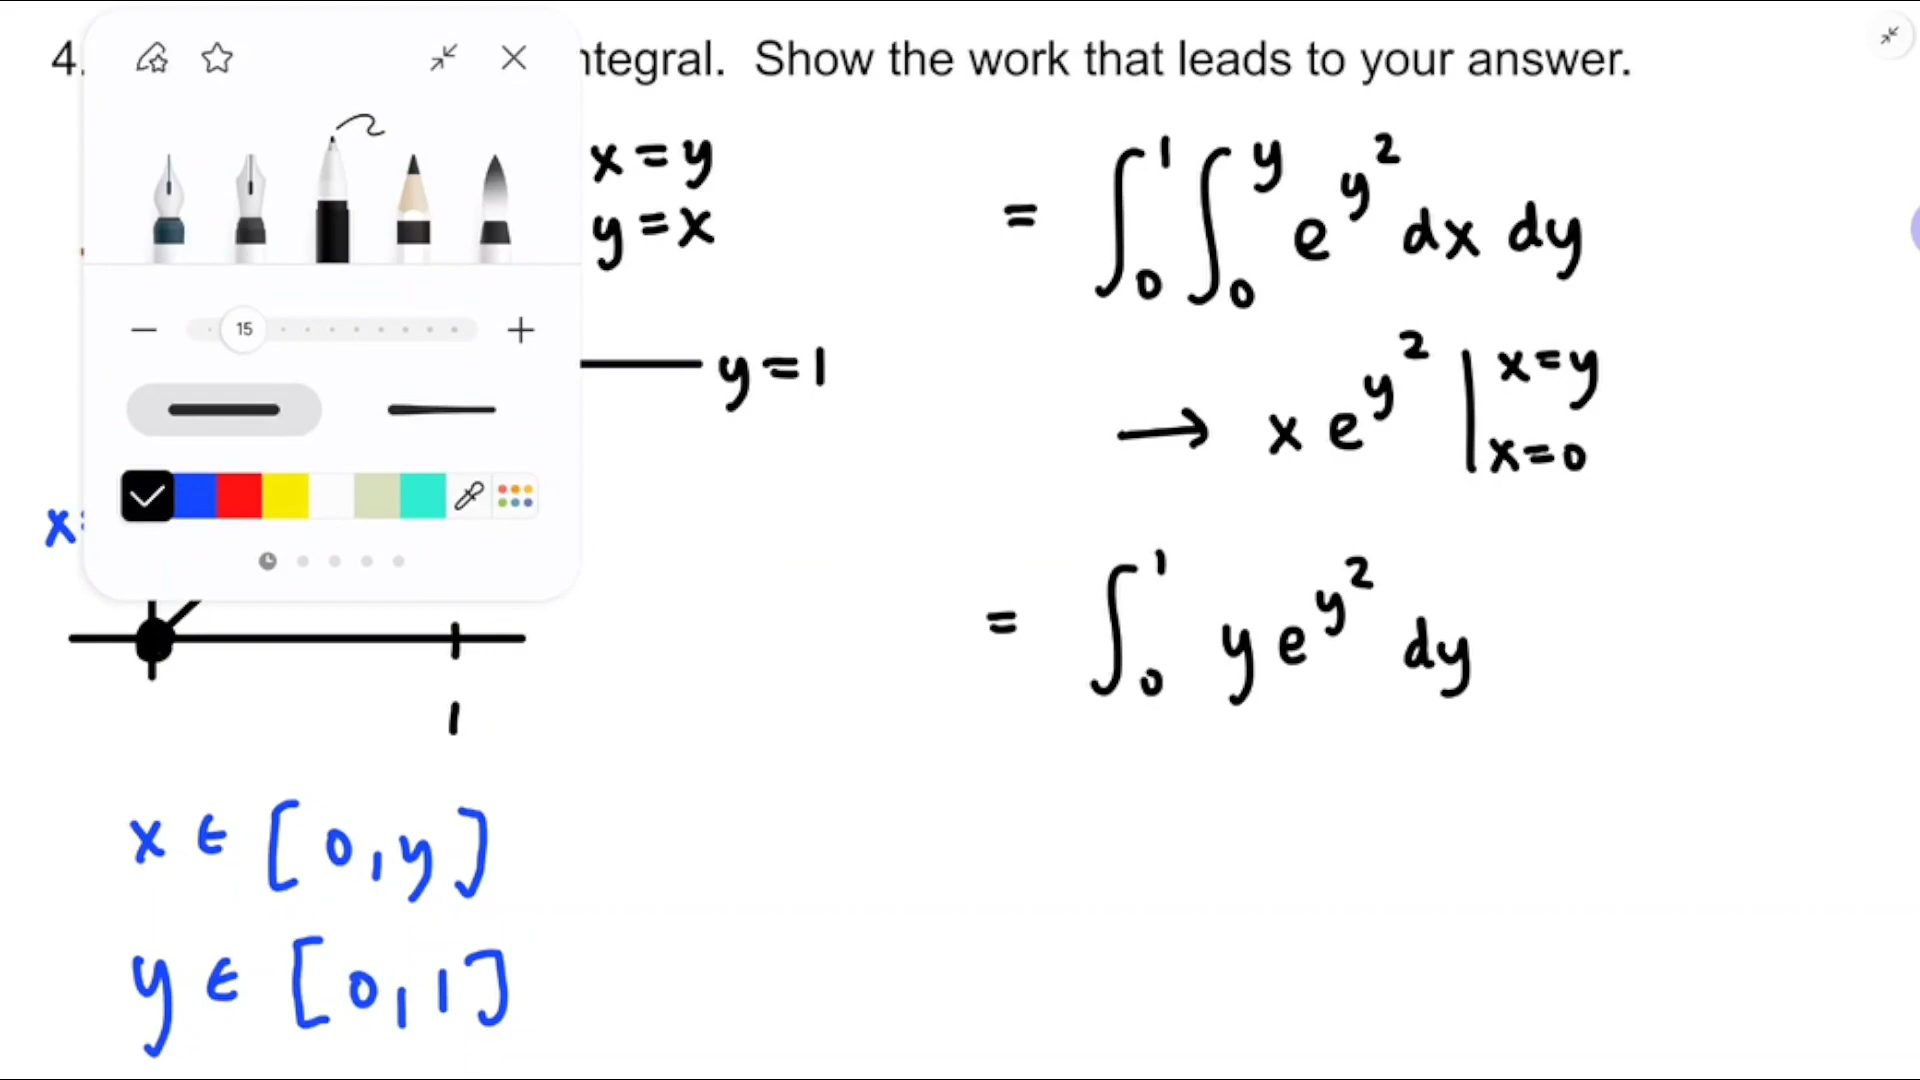 4. ntegral. Show the work that leads to your answer.
x = y
y = x
y = 1
15
x =
1
x ∈ [0, y]
y ∈ [0, 1]
= ∫₀¹ ∫₀ʸ e^{y²} dx dy
→ x e^{y²} |_{x=0}^{x=y}
= ∫₀¹ y e^{y²} dy